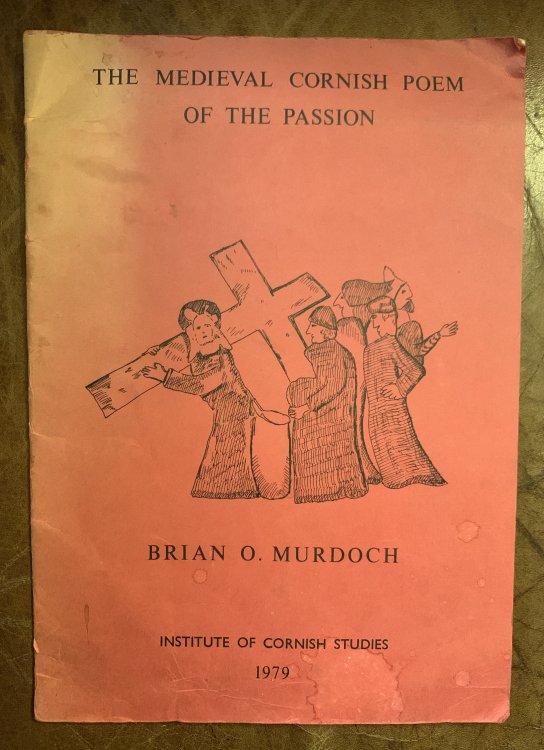 THE MEDIEVAL CORNISH POEM
OF THE PASSION
BRIAN O. MURDOCH
INSTITUTE OF CORNISH STUDIES
1979